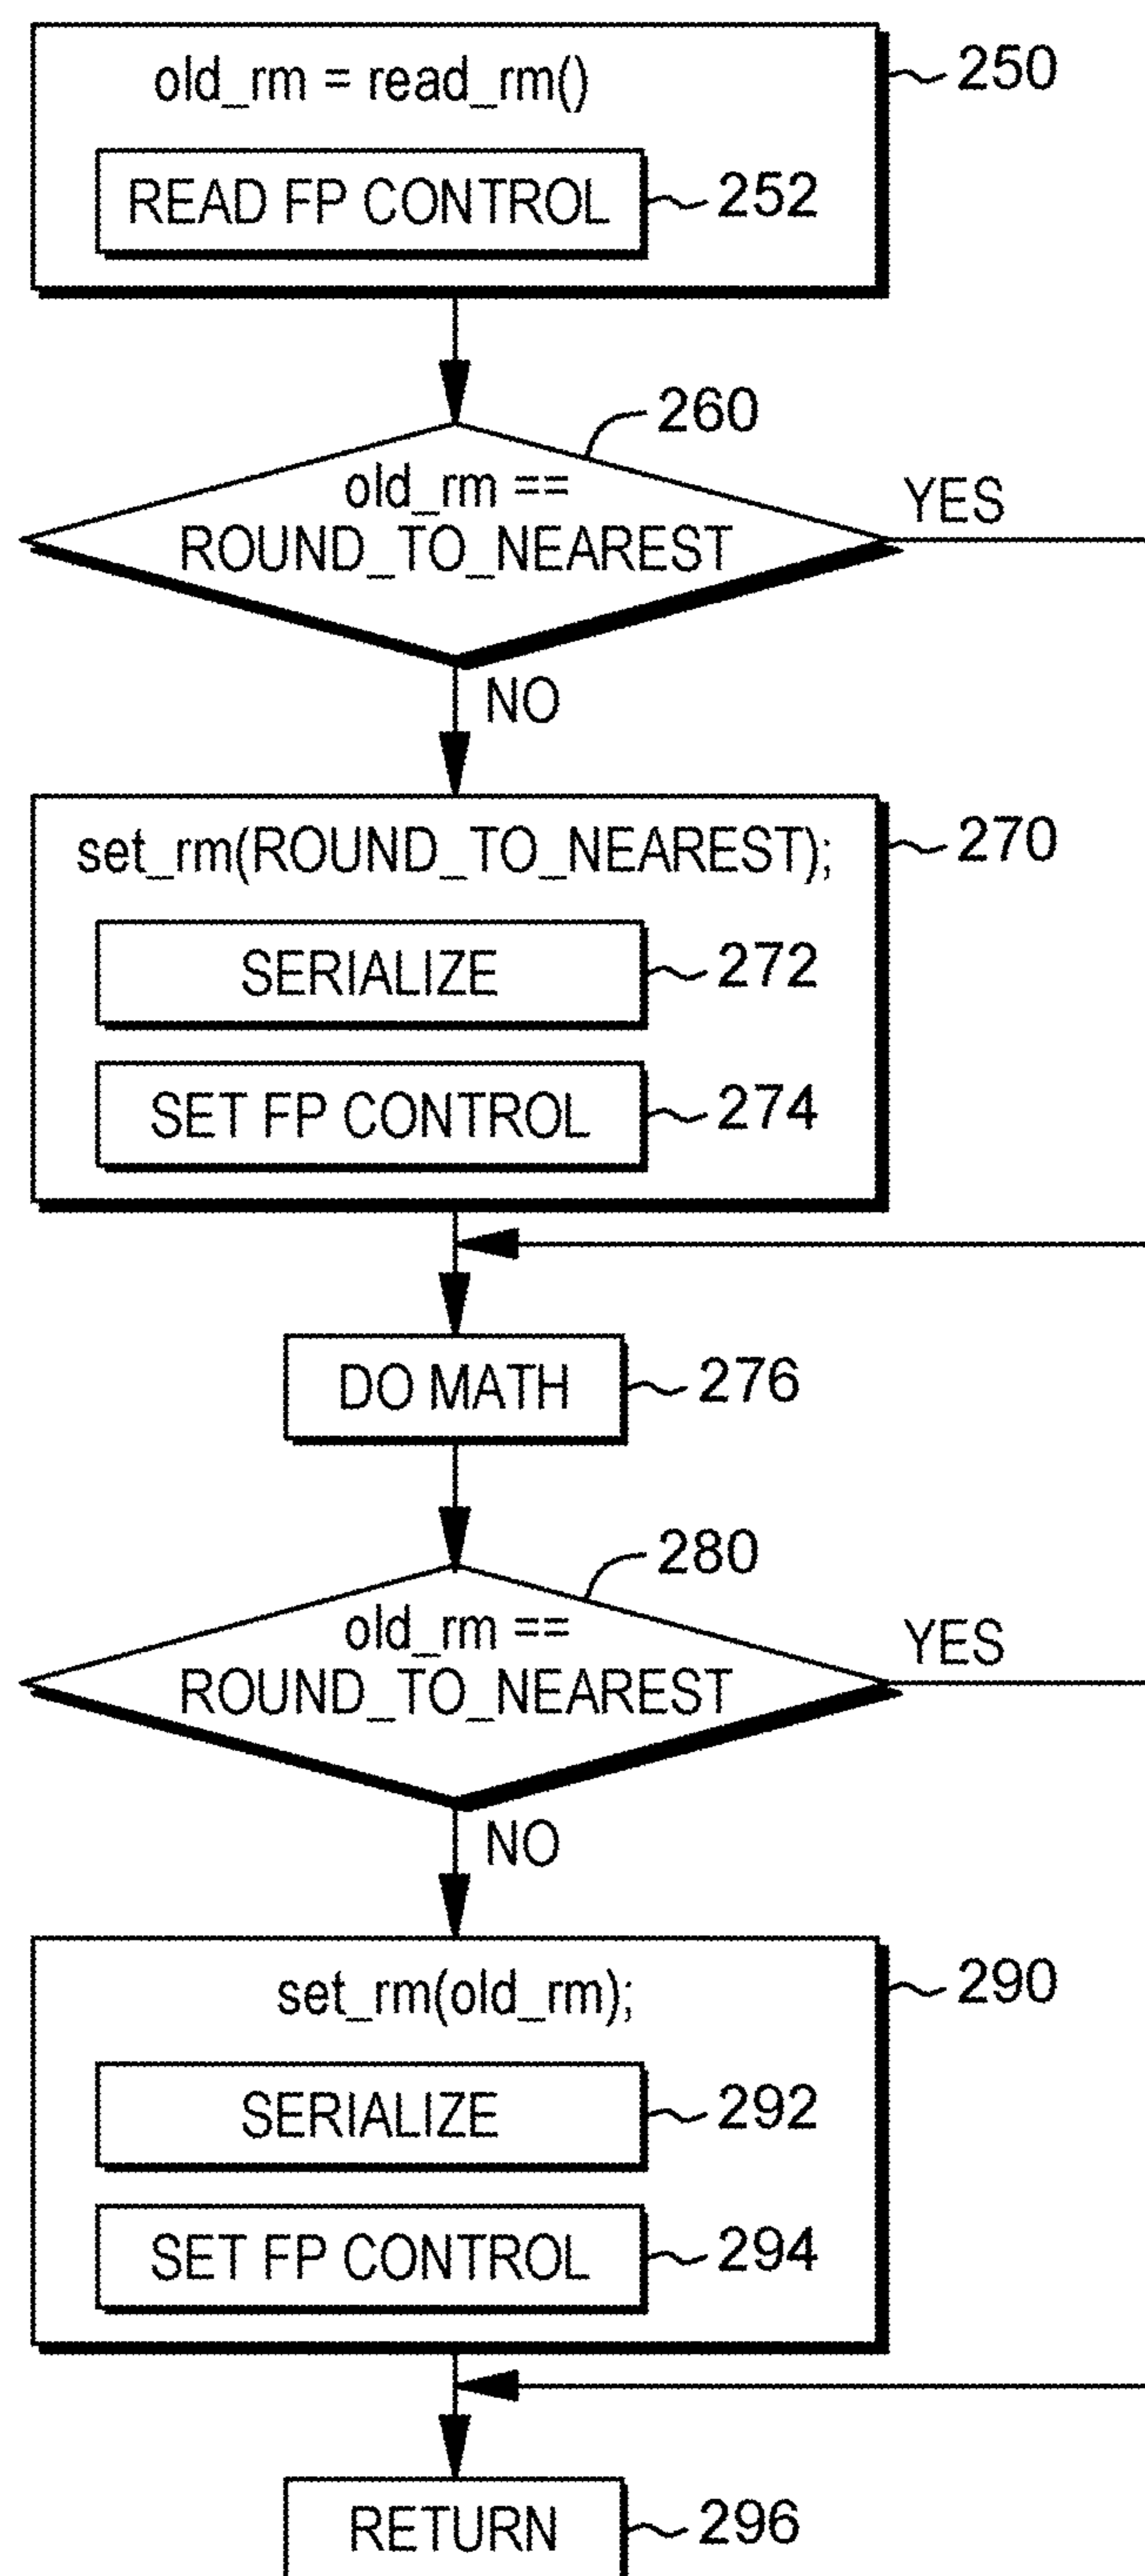 old_rm = read_rm()
250
READ FP CONTROL
252
260
old_rm ==
ROUND_TO_NEAREST
YES
NO
set_rm(ROUND_TO_NEAREST);
270
SERIALIZE
272
SET FP CONTROL
274
DO MATH
276
280
old_rm ==
ROUND_TO_NEAREST
YES
NO
set_rm(old_rm);
290
SERIALIZE
292
SET FP CONTROL
294
RETURN
296